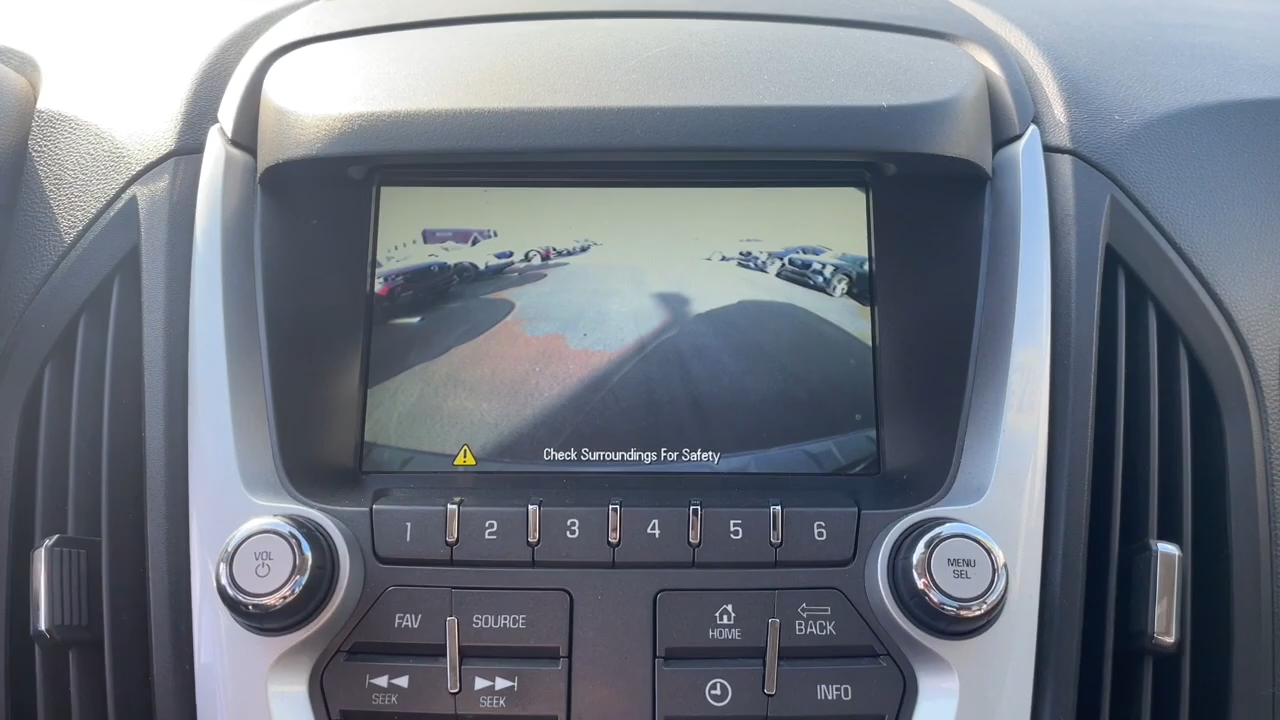 Check Surroundings For Safety
1 2 3 4 5 6
VOL
MENU
SEL
FAV
SOURCE
HOME
BACK
SEEK
SEEK
INFO